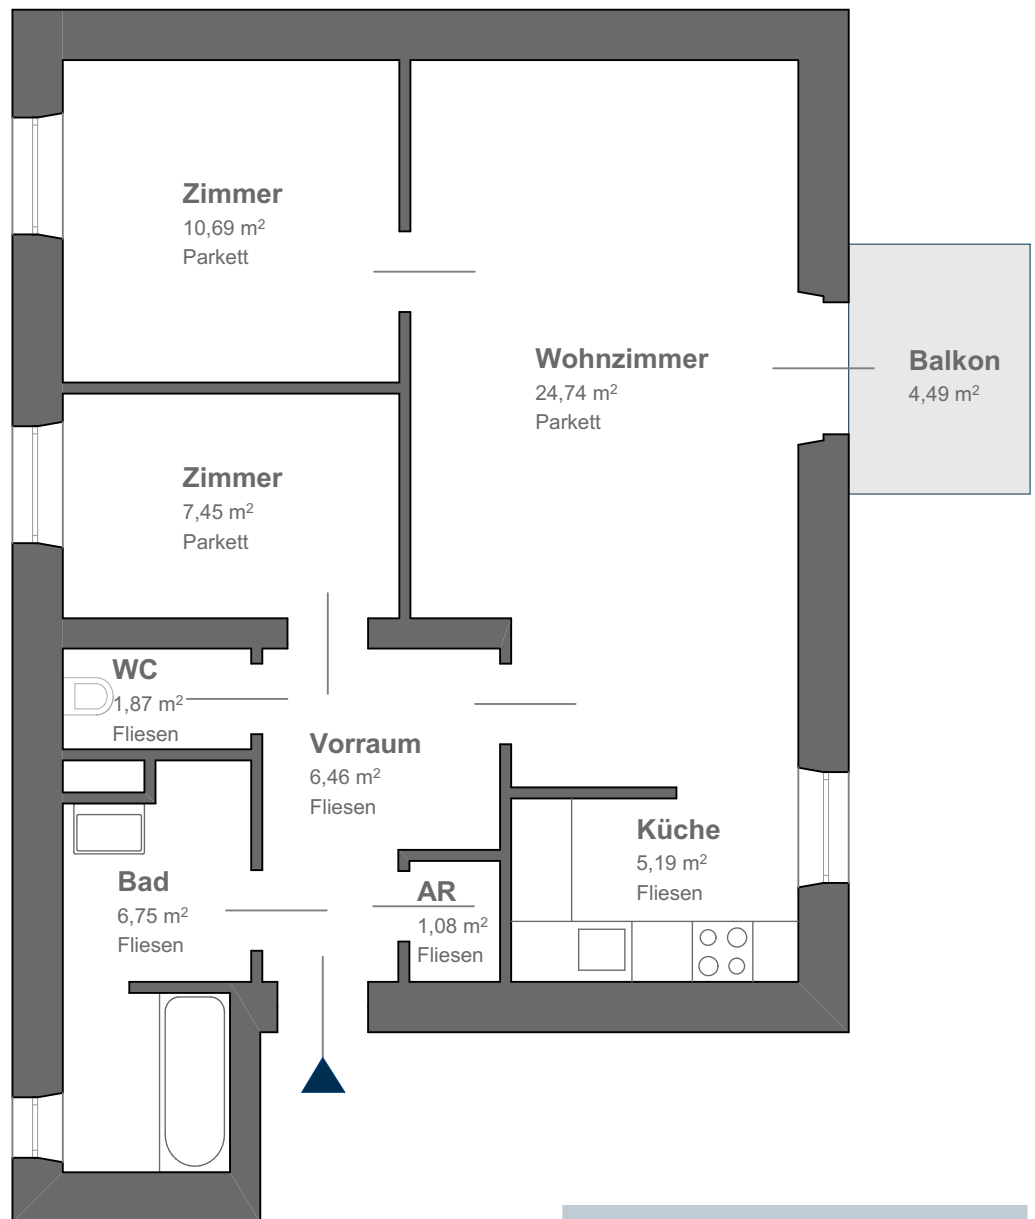 Zimmer
10,69 m²
Parkett
Wohnzimmer
24,74 m²
Parkett
Balkon
4,49 m²
Zimmer
7,45 m²
Parkett
WC
1,87 m²
Fliesen
Vorraum
6,46 m²
Fliesen
Küche
5,19 m²
Fliesen
Bad
6,75 m²
Fliesen
AR
1,08 m²
Fliesen